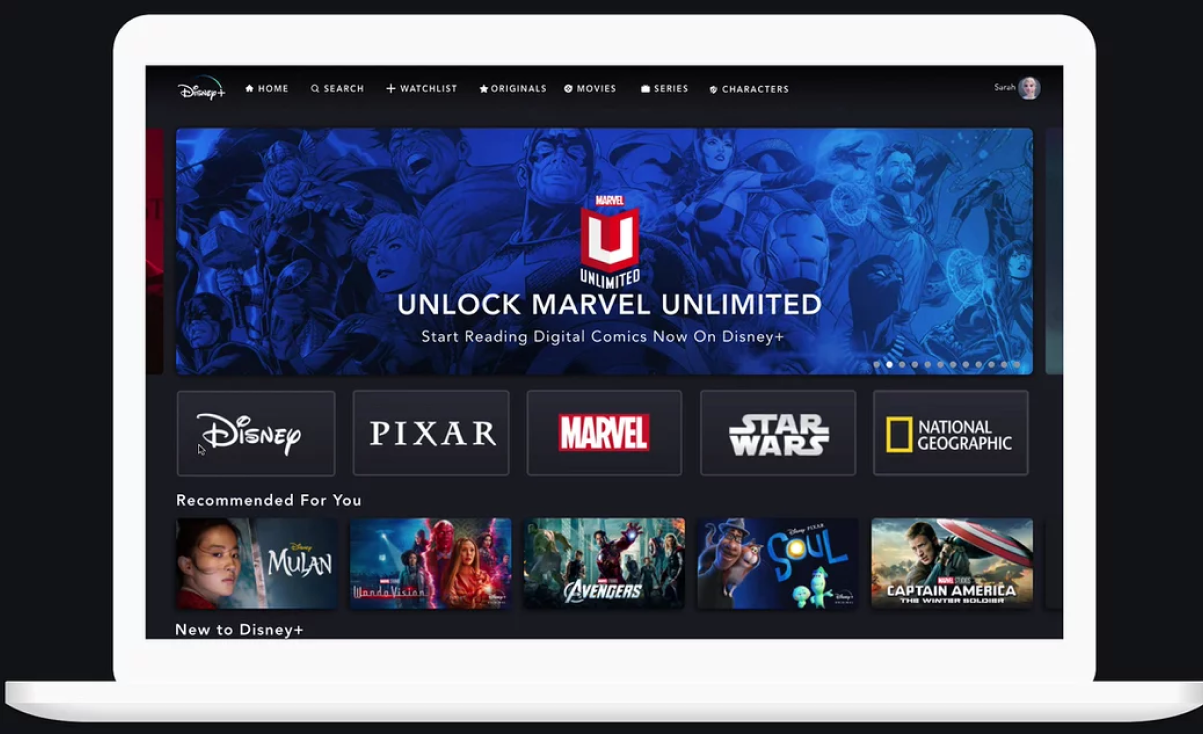 Disney+
HOME
SEARCH
WATCHLIST
ORIGINALS
MOVIES
SERIES
CHARACTERS
Sarah
MARVEL
U
UNLIMITED
UNLOCK MARVEL UNLIMITED
Start Reading Digital Comics Now On Disney+
Disney
PIXAR
MARVEL
STAR
WARS
NATIONAL
GEOGRAPHIC
Recommended For You
Disney
MULAN
MARVEL STUDIOS
WandaVision
Disney+
ORIGINAL
AVENGERS
Disney PIXAR
SOUL
Disney+
ORIGINAL
MARVEL STUDIOS
CAPTAIN AMERICA
THE WINTER SOLDIER
New to Disney+